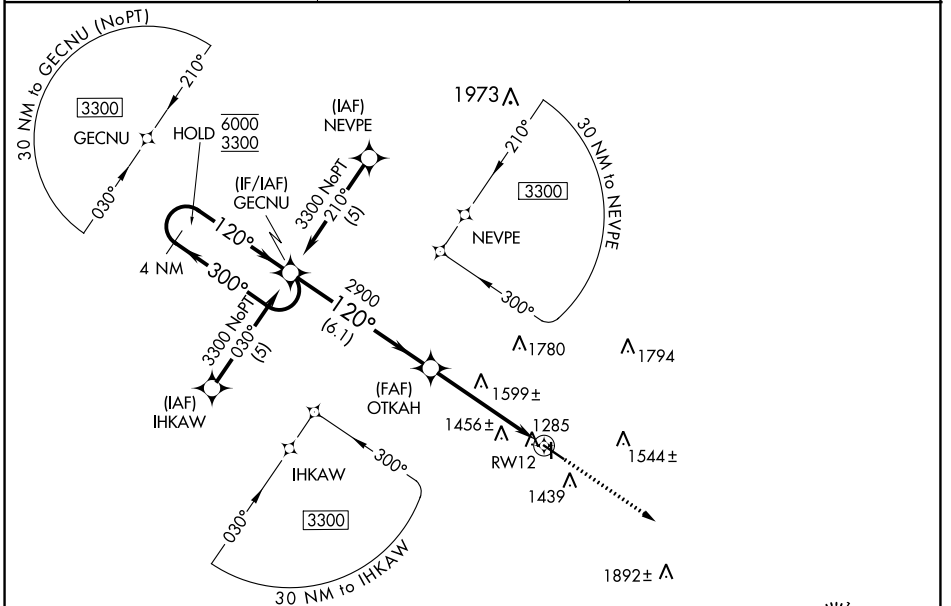 30 NM to GECNU (NoPT)
210°
3300
GECNU
030°
HOLD
6000
3300
(IF/IAF)
GECNU
(IAF)
NEVPE
3300 NoPT
210°
(5)
1973
210°
30 NM to NEVPE
3300
NEVPE
300°
120°
4 NM
300°
2900
120°
(6.1)
3300 NoPT
030°
(5)
(IAF)
IHKAW
1780
1794
(FAF)
OTKAH
1599±
1456±
1285
RW12
1544±
1439
300°
IHKAW
030°
3300
30 NM to IHKAW
1892±